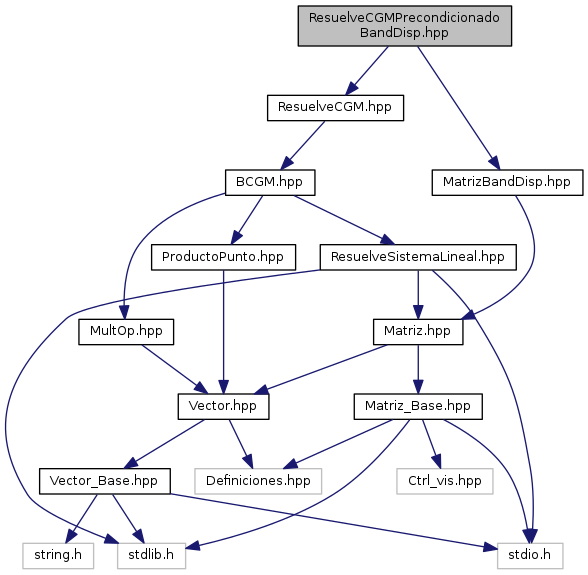 ResuelveCGMPrecondicionado
BandDisp.hpp
ResuelveCGM.hpp
BCGM.hpp
MatrizBandDisp.hpp
ProductoPunto.hpp
ResuelveSistemaLineal.hpp
MultOp.hpp
Matriz.hpp
Vector.hpp
Matriz_Base.hpp
Vector_Base.hpp
Definiciones.hpp
Ctrl_vis.hpp
string.h
stdlib.h
stdio.h